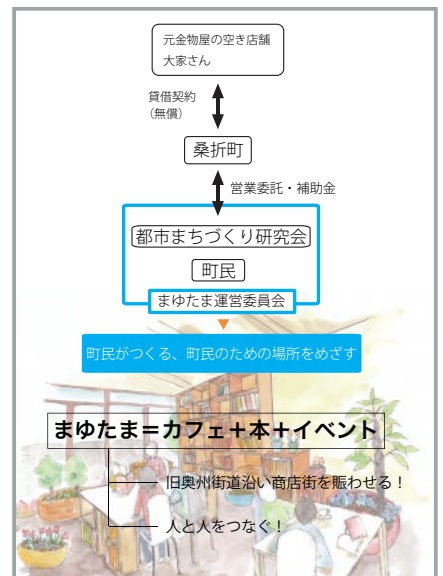 元金物屋の空き店舗
大家さん
貸借契約
（無償）
桑折町
営業委託・補助金
都市まちづくり研究会
町民
まゆたま運営委員会
町民がつくる、町民のための場所をめざす
まゆたま＝カフェ＋本＋イベント
旧奥州街道沿い商店街を賑わせる！
人と人をつなぐ！